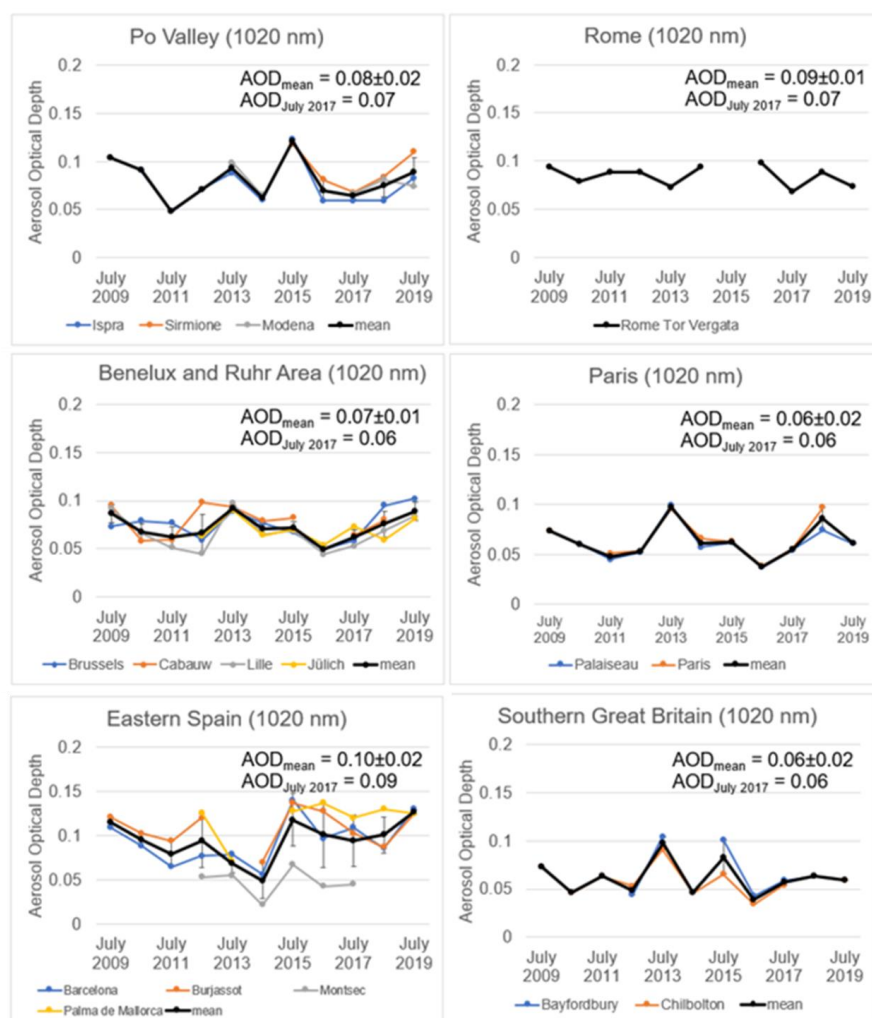 Po Valley (1020 nm)
AODmean = 0.08±0.02
AODJuly 2017 = 0.07
Aerosol Optical Depth
0.2
0.15
0.1
0.05
0
July 2009
July 2011
July 2013
July 2015
July 2017
July 2019
Ispra Sirmione Modena mean
Rome (1020 nm)
AODmean = 0.09±0.01
AODJuly 2017 = 0.07
Aerosol Optical Depth
0.2
0.15
0.1
0.05
0
July 2009
July 2011
July 2013
July 2015
July 2017
July 2019
Rome Tor Vergata
Benelux and Ruhr Area (1020 nm)
AODmean = 0.07±0.01
AODJuly 2017 = 0.06
Aerosol Optical Depth
0.2
0.15
0.1
0.05
0
July 2009
July 2011
July 2013
July 2015
July 2017
July 2019
Brussels Cabauw Lille Jülich mean
Paris (1020 nm)
AODmean = 0.06±0.02
AODJuly 2017 = 0.06
Aerosol Optical Depth
0.2
0.15
0.1
0.05
0
July 2009
July 2011
July 2013
July 2015
July 2017
July 2019
Palaiseau Paris mean
Eastern Spain (1020 nm)
AODmean = 0.10±0.02
AODJuly 2017 = 0.09
Aerosol Optical Depth
0.2
0.15
0.1
0.05
0
July 2009
July 2011
July 2013
July 2015
July 2017
July 2019
Barcelona Burjassot Montsec
Palma de Mallorca mean
Southern Great Britain (1020 nm)
AODmean = 0.06±0.02
AODJuly 2017 = 0.06
Aerosol Optical Depth
0.2
0.15
0.1
0.05
0
July 2009
July 2011
July 2013
July 2015
July 2017
July 2019
Bayfordbury Chilbolton mean